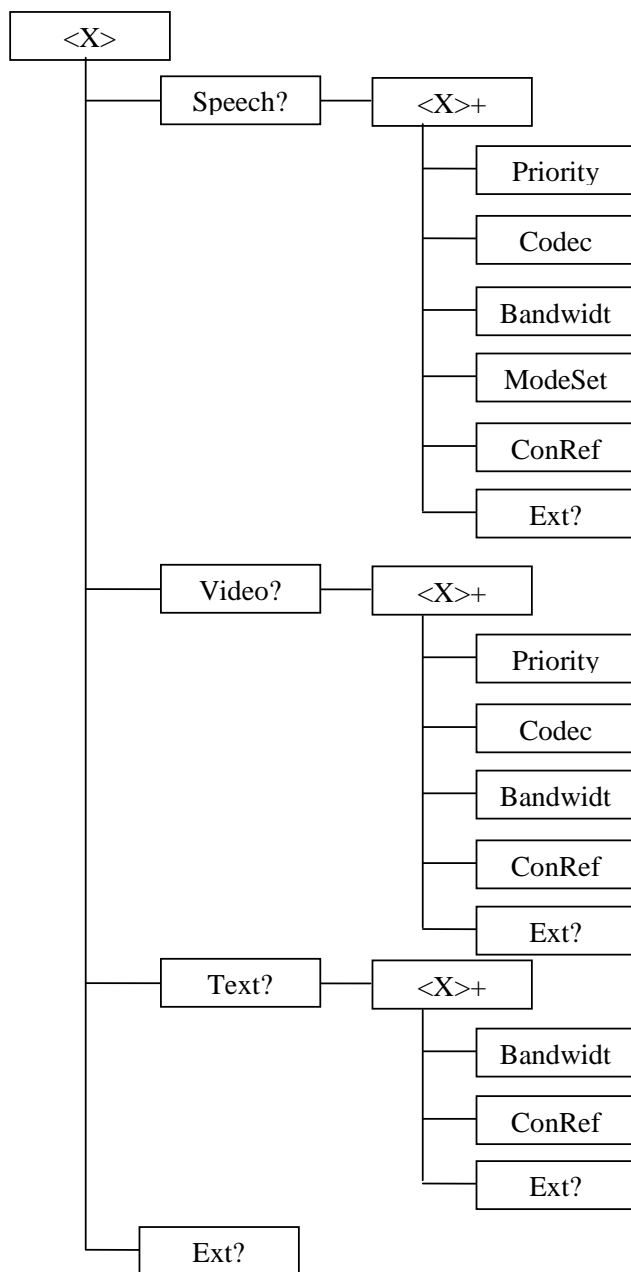 <X>
Speech? <X>+
Priority
Codec
Bandwidt
ModeSet
ConRef
Ext?
Video? <X>+
Priority
Codec
Bandwidt
ConRef
Ext?
Text? <X>+
Bandwidt
ConRef
Ext?
Ext?